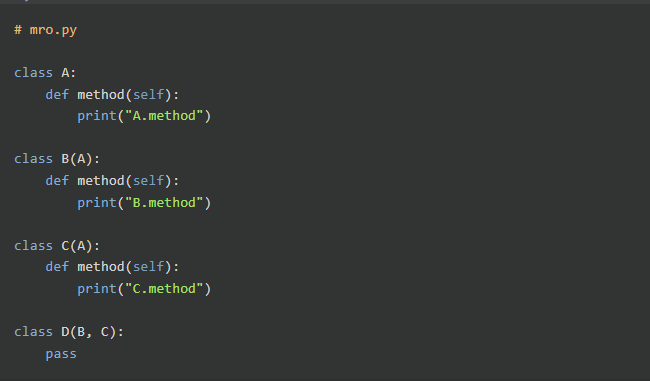 # mro.py
class A:
    def method(self):
        print("A.method")
class B(A):
    def method(self):
        print("B.method")
class C(A):
    def method(self):
        print("C.method")
class D(B, C):
    pass